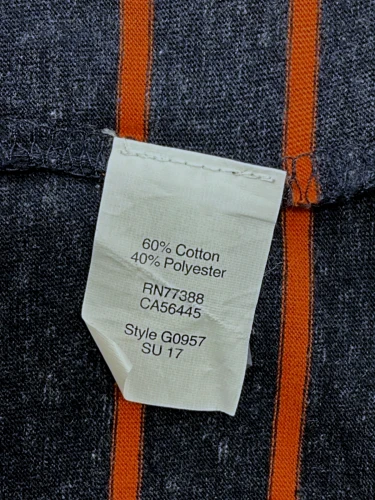 60% Cotton
40% Polyester
RN77388
CA56445
Style G0957
SU 17